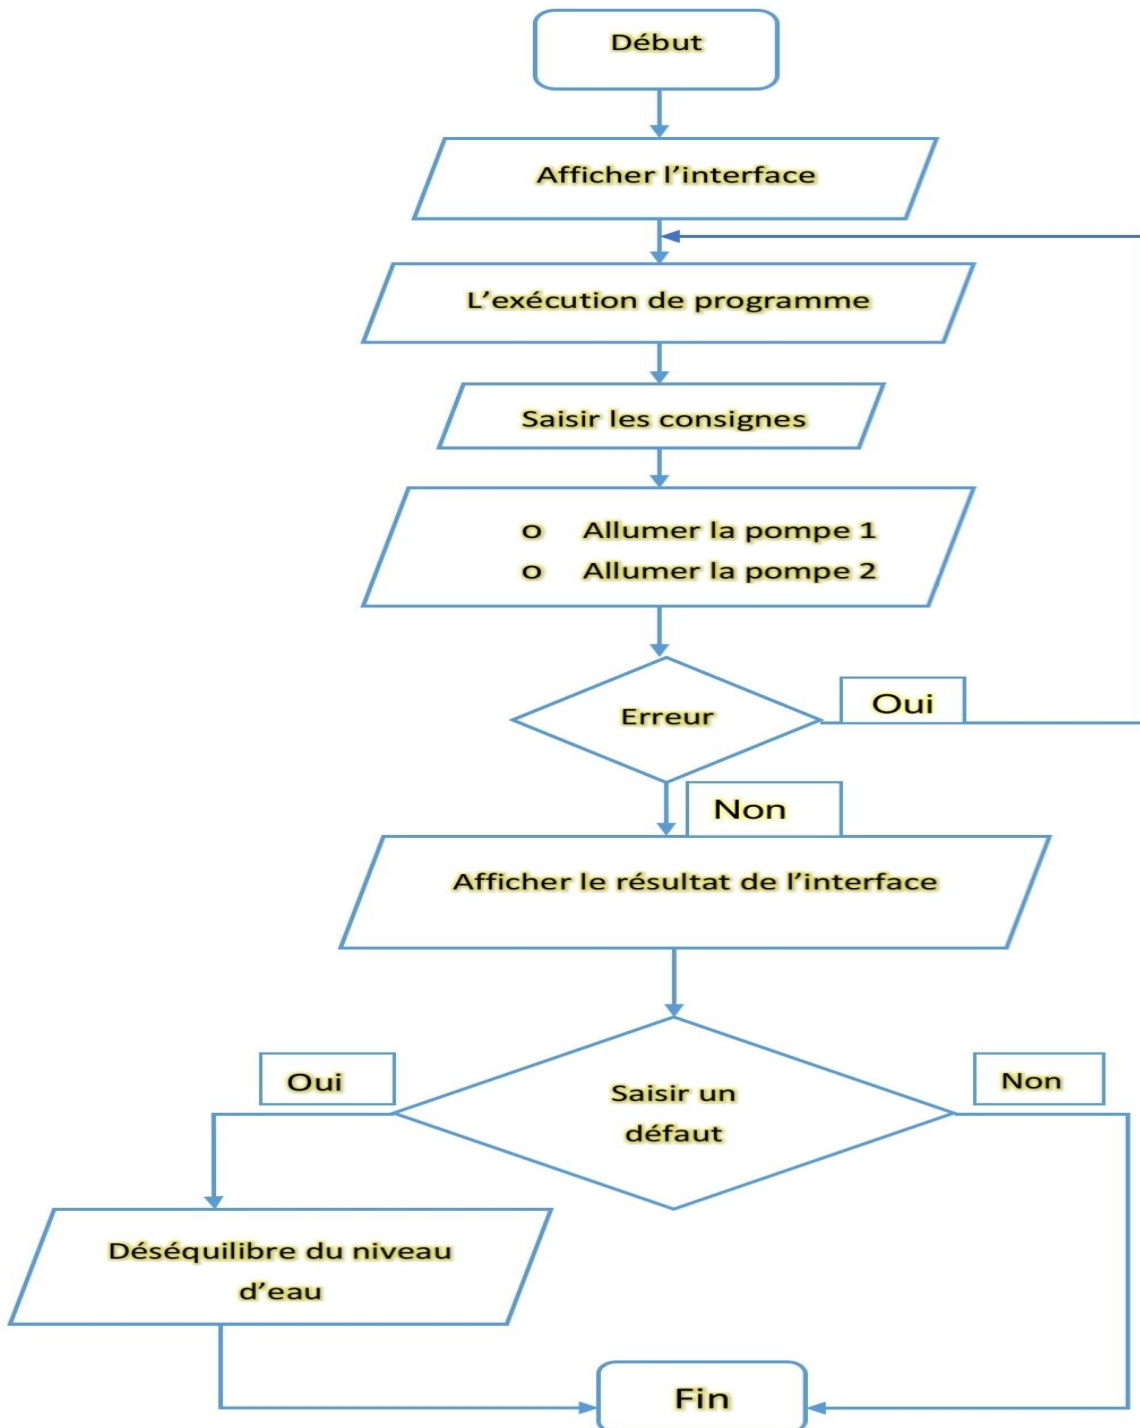 Début
Afficher l’interface
L’exécution de programme
Saisir les consignes
o Allumer la pompe 1
o Allumer la pompe 2
Erreur
Oui
Non
Afficher le résultat de l’interface
Oui
Saisir un
défaut
Non
Déséquilibre du niveau
d’eau
Fin